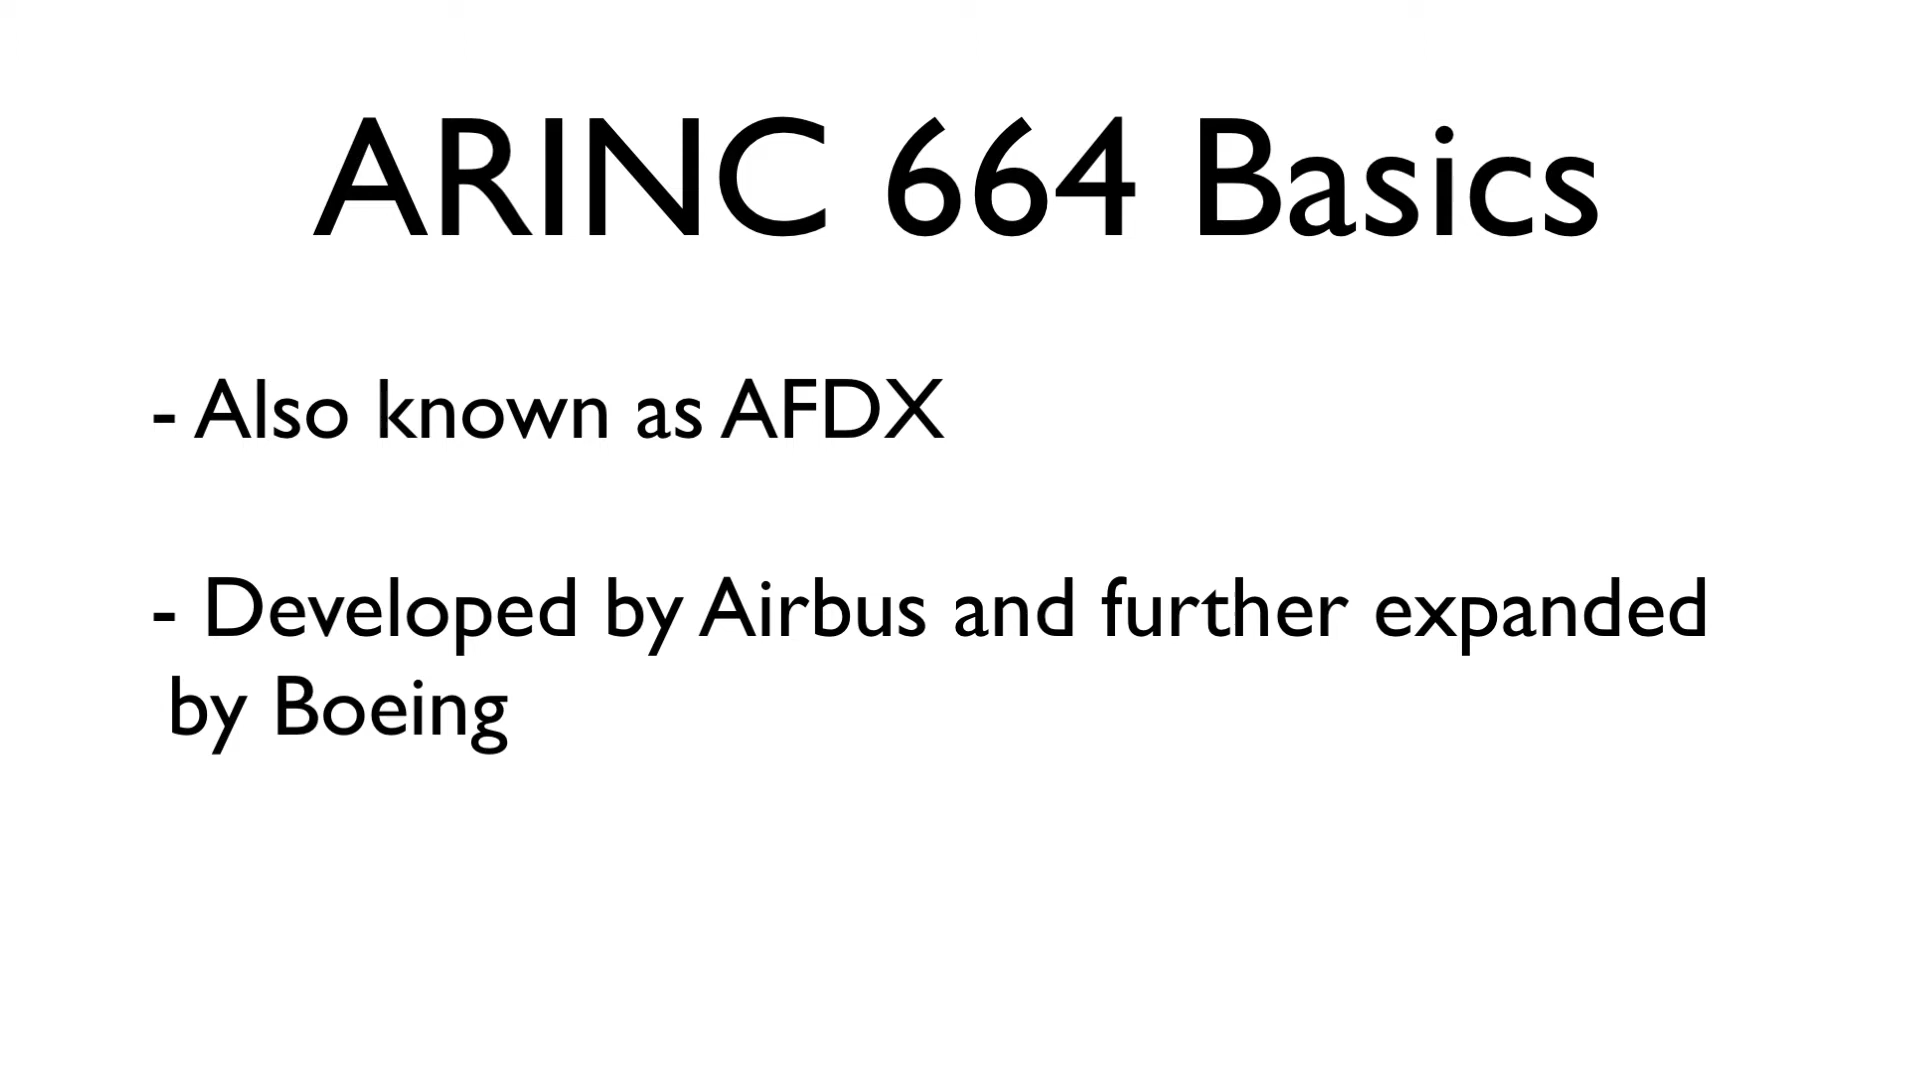 ARINC 664 Basics
- Also known as AFDX
- Developed by Airbus and further expanded
by Boeing